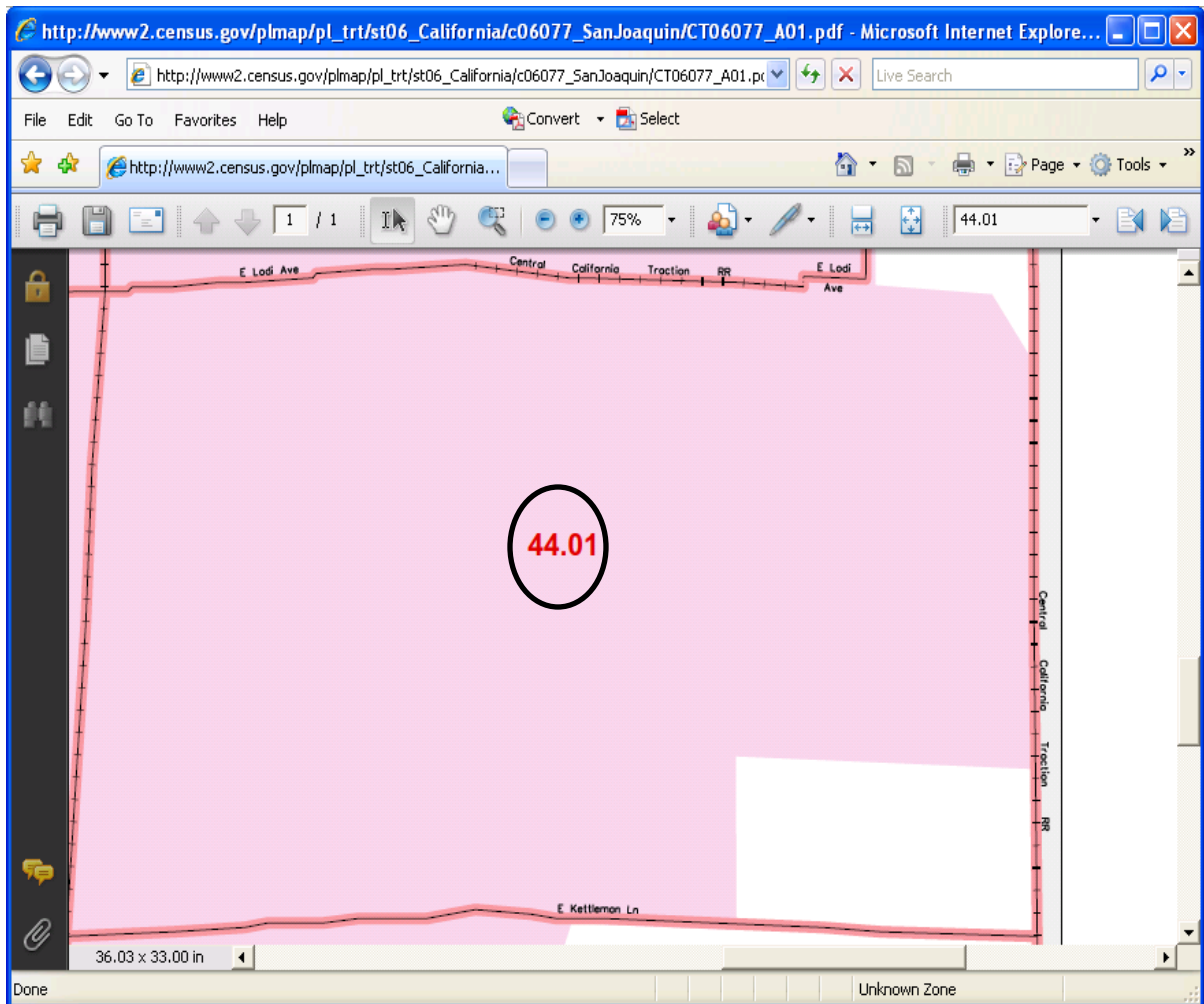 http://www2.census.gov/plmap/pl_trt/st06_California/c06077_SanJoaquin/CT06077_A01.pdf - Microsoft Internet Explore...
http://www2.census.gov/plmap/pl_trt/st06_California/c06077_SanJoaquin/CT06077_A01.pc
Live Search
File Edit Go To Favorites Help
Convert Select
http://www2.census.gov/plmap/pl_trt/st06_California...
Page Tools »
1 / 1 75% 44.01
E Lodi Ave
Central California Traction RR
E Lodi
Ave
44.01
Central California Traction RR
E Kettleman Ln
36.03 x 33.00 in
Done
Unknown Zone